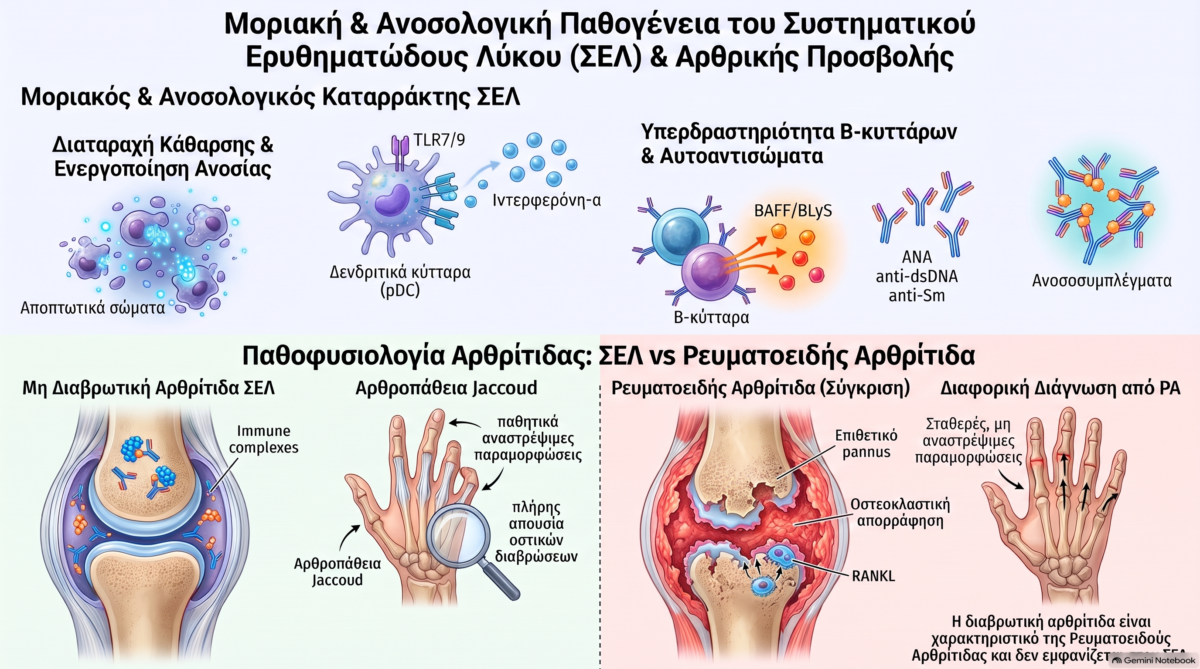 Μοριακή & Ανοσολογική Παθογένεια του Συστηματικού
Ερυθηματώδους Λύκου (ΣΕΛ) & Αρθρικής Προσβολής
Μοριακός & Ανοσολογικός Καταρράκτης ΣΕΛ
Διαταραχή Κάθαρσης &
Ενεργοποίηση Ανοσίας
Αποπτωτικά σώματα
TLR7/9
Ιντερφερόνη-α
Δενδριτικά κύτταρα
(pDC)
Υπερδραστηριότητα Β-κυττάρων
& Αυτοαντισώματα
BAFF/BLyS
Β-κύτταρα
ANA
anti-dsDNA
anti-Sm
Ανοσοσυμπλέγματα
Παθοφυσιολογία Αρθρίτιδας: ΣΕΛ vs Ρευματοειδής Αρθρίτιδα
Μη Διαβρωτική Αρθρίτιδα ΣΕΛ
Immune
complexes
Αρθροπάθεια Jaccoud
παθητικά
αναστρέψιμες
παραμορφώσεις
πλήρης
απουσία
οστικών
διαβρώσεων
Αρθροπάθεια
Jaccoud
Ρευματοειδής Αρθρίτιδα (Σύγκριση)
Επιθετικό
pannus
Οστεοκλαστική
απορράφηση
RANKL
Διαφορική Διάγνωση από ΡΑ
Σταθερές, μη
αναστρέψιμες
παραμορφώσεις
Η διαβρωτική αρθρίτιδα είναι
χαρακτηριστικό της Ρευματοειδούς
Αρθρίτιδας και δεν
Gemini Notebook